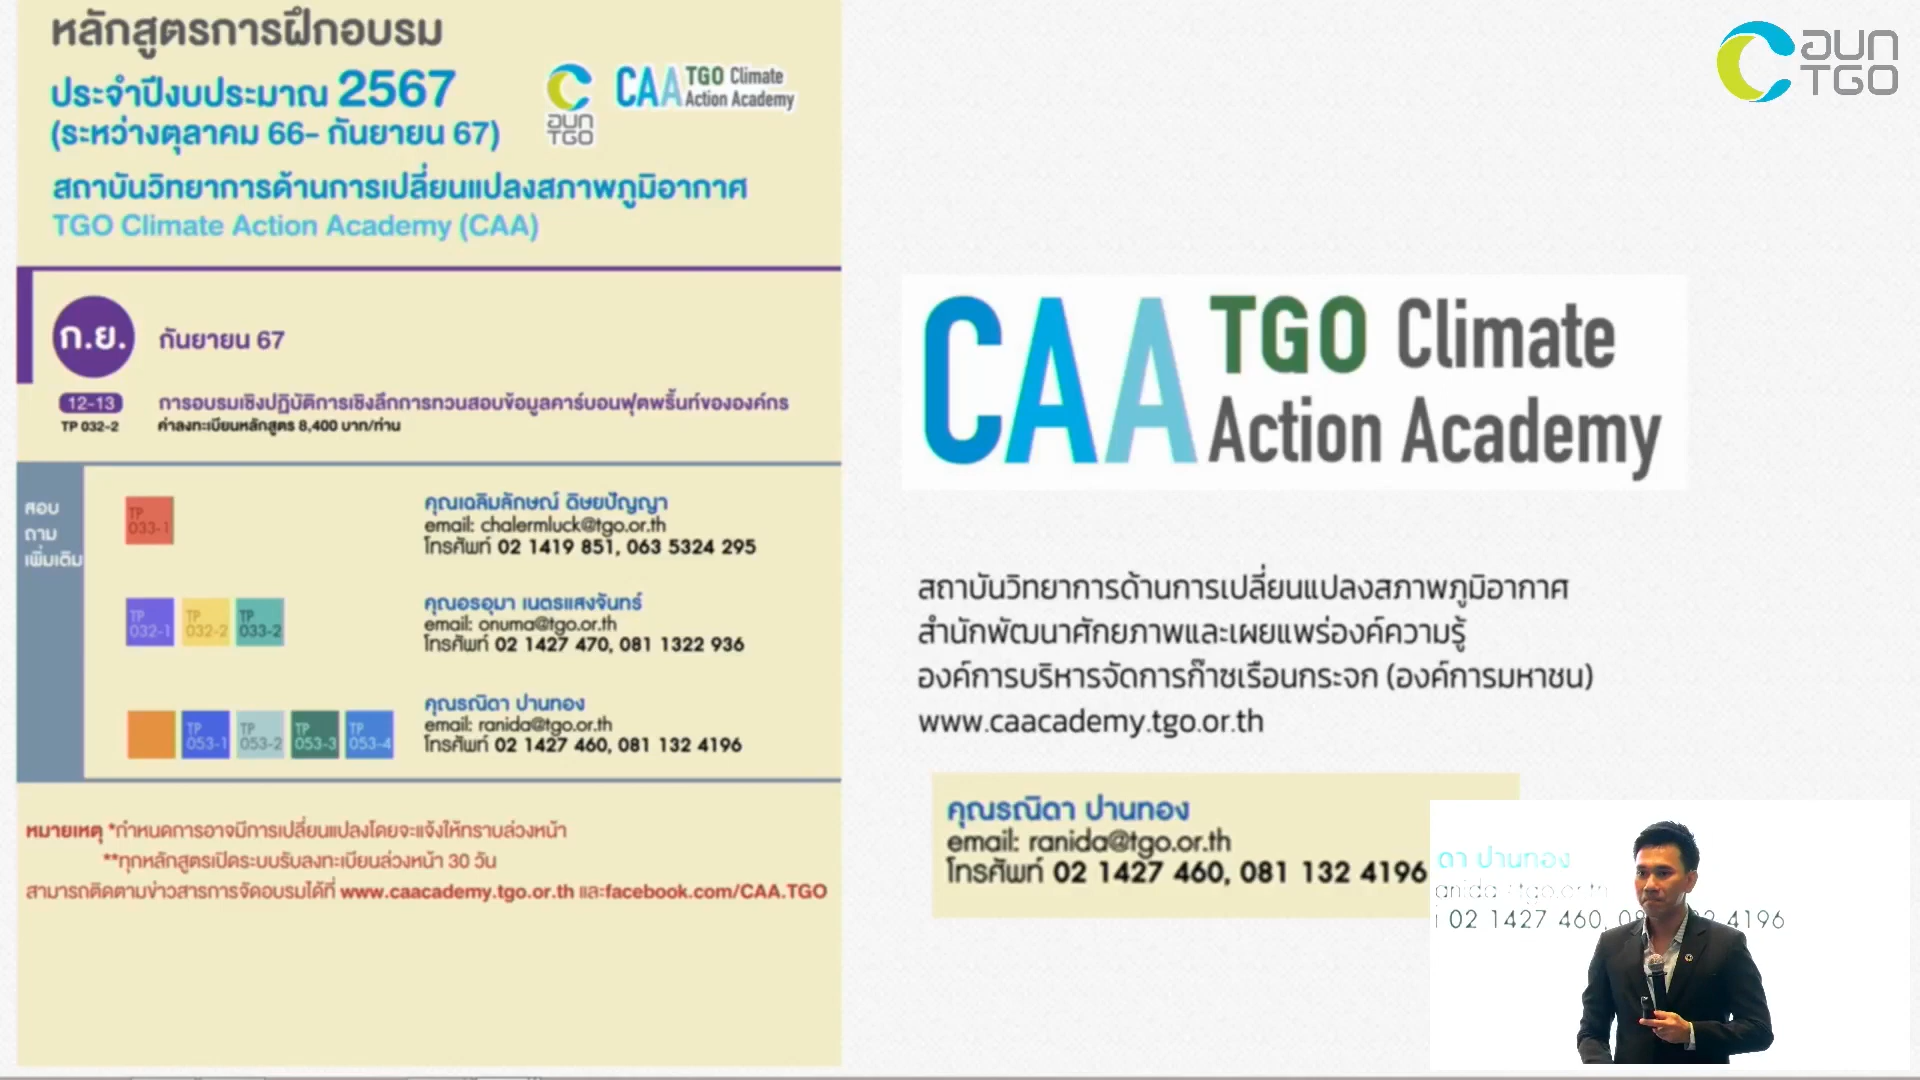 หลักสูตรการฝึกอบรม
ประจำปีงบประมาณ 2567
(ระหว่างตุลาคม 66- กันยายน 67)
อบก
TGO
CAA TGO Climate
Action Academy
สถาบันวิทยาการด้านการเปลี่ยนแปลงสภาพภูมิอากาศ
TGO Climate Action Academy (CAA)
ก.ย.
กันยายน 67
12-13
การอบรมเชิงปฏิบัติการเชิงลึกการทวนสอบข้อมูลคาร์บอนฟุตพริ้นท์ขององค์กร
TP 032-2
ค่าลงทะเบียนหลักสูตร 8,400 บาท/ท่าน
สอบ
ถาม
เพิ่มเติม
TP
033-1
คุณเฉลิมลักษณ์ ดิษยปัญญา
email: chalermluck@tgo.or.th
โทรศัพท์ 02 1419 851, 063 5324 295
TP
032-1
TP
032-2
TP
033-2
คุณอรอุมา เนตรแสงจันทร์
email: onuma@tgo.or.th
โทรศัพท์ 02 1427 470, 081 1322 936
TP
053-1
TP
053-2
TP
053-3
TP
053-4
คุณรณิดา ปานทอง
email: ranida@tgo.or.th
โทรศัพท์ 02 1427 460, 081 132 4196
หมายเหตุ *กำหนดการอาจมีการเปลี่ยนแปลงโดยจะแจ้งให้ทราบล่วงหน้า
**ทุกหลักสูตรเปิดระบบรับลงทะเบียนล่วงหน้า 30 วัน
สามารถติดตามข่าวสารการจัดอบรมได้ที่ www.caacademy.tgo.or.th และfacebook.com/CAA.TGO
อบก
TGO
CAA TGO Climate
Action Academy
สถาบันวิทยาการด้านการเปลี่ยนแปลงสภาพภูมิอากาศ
สำนักพัฒนาศักยภาพและเผยแพร่องค์ความรู้
องค์การบริหารจัดการก๊าซเรือนกระจก (องค์การมหาชน)
www.caacademy.tgo.or.th
คุณรณิดา ปานทอง
email: ranida@tgo.or.th
โทรศัพท์ 02 1427 460, 081 132 4196
ดา ปานทอง
02 1427 460, 4196